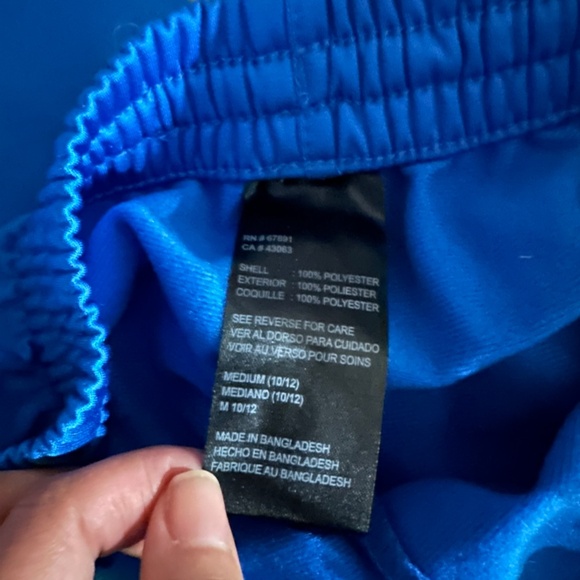 RN # 67691
CA # 43063
SHELL : 100% POLYESTER
EXTERIOR : 100% POLIESTER
COQUILLE : 100% POLYESTER
SEE REVERSE FOR CARE
VER AL DORSO PARA CUIDADO
VOIR AU VERSO POUR SOINS
MEDIUM (10/12)
MEDIANO (10/12)
M 10/12
MADE IN BANGLADESH
HECHO EN BANGLADESH
FABRIQUE AU BANGLADESH